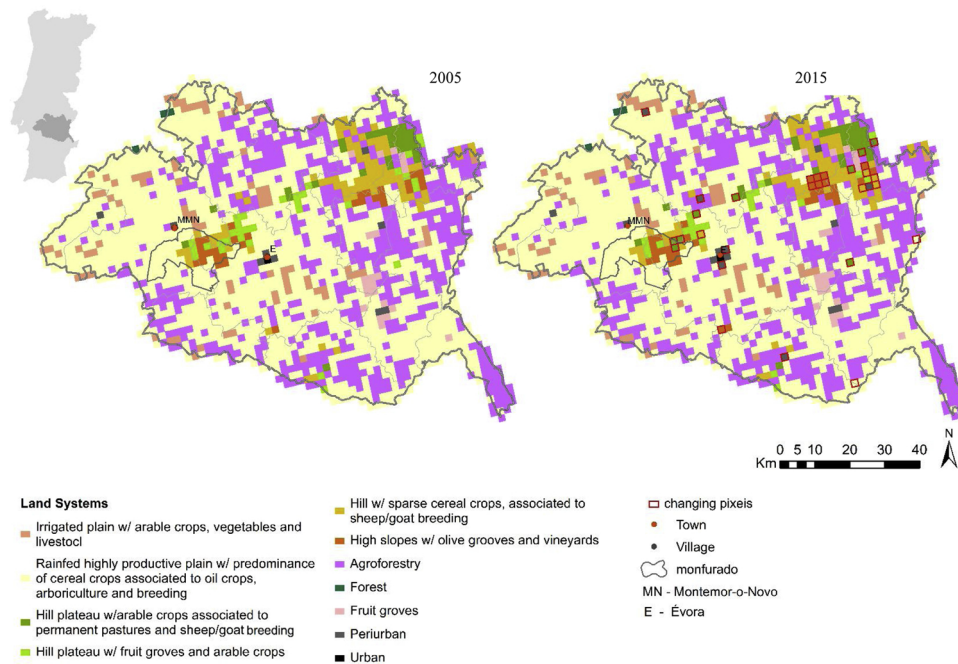 2005
2015
MMN
E
MMN
E
N
0 5 10 20 30 40
Km
Land Systems
Irrigated plain w/ arable crops, vegetables and
livestocl
Rainfed highly productive plain w/ predominance
of cereal crops associated to oil crops,
arboriculture and breeding
Hill plateau w/arable crops associated to
permanent pastures and sheep/goat breeding
Hill plateau w/ fruit groves and arable crops
Hill w/ sparse cereal crops, associated to
sheep/goat breeding
High slopes w/ olive grooves and vineyards
Agroforestry
Forest
Fruit groves
Periurban
Urban
changing pixeis
Town
Village
monfurado
MN - Montemor-o-Novo
E - Évora